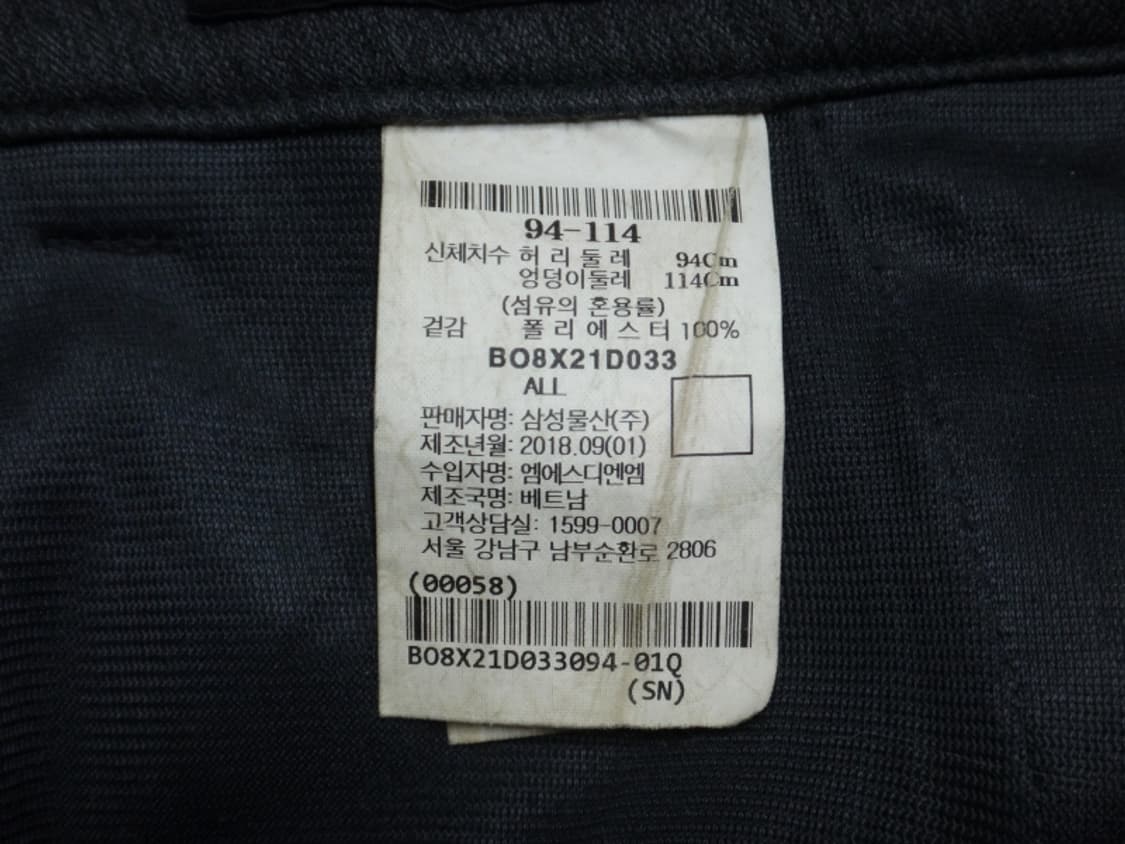 94-114
신체치수 허 리 둘 레 94Cm
엉덩이둘레 114Cm
(섬유의 혼용률)
겉감 폴 리 에 스 터 100%
BO8X21D033
ALL
판매자명: 삼성물산(주)
제조년월: 2018.09(01)
수입자명: 엠에스디엔엠
제조국명: 베트남
고객상담실: 1599-0007
서울 강남구 남부순환로 2806
(00058)
BO8X21D033094-01Q
(SN)